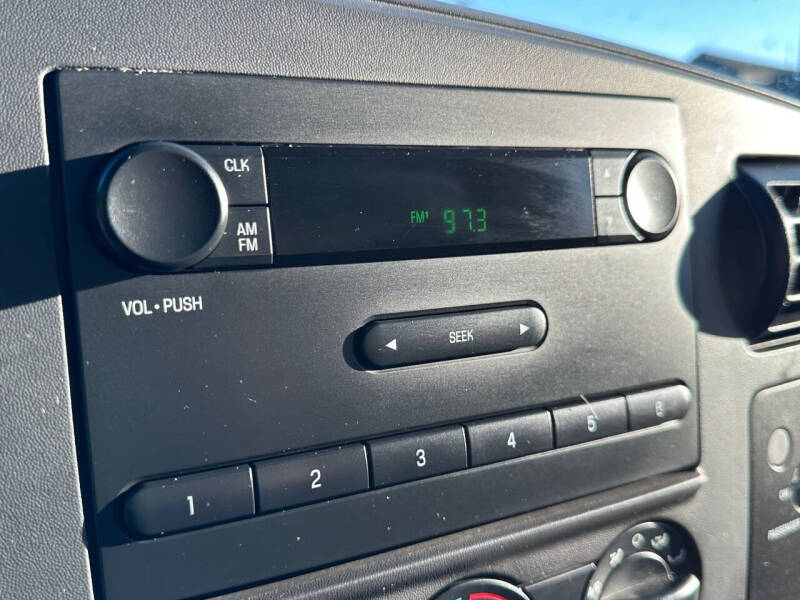 CLK
AM
FM
FM1 97.3
VOL • PUSH
SEEK
1 2 3 4 5 6